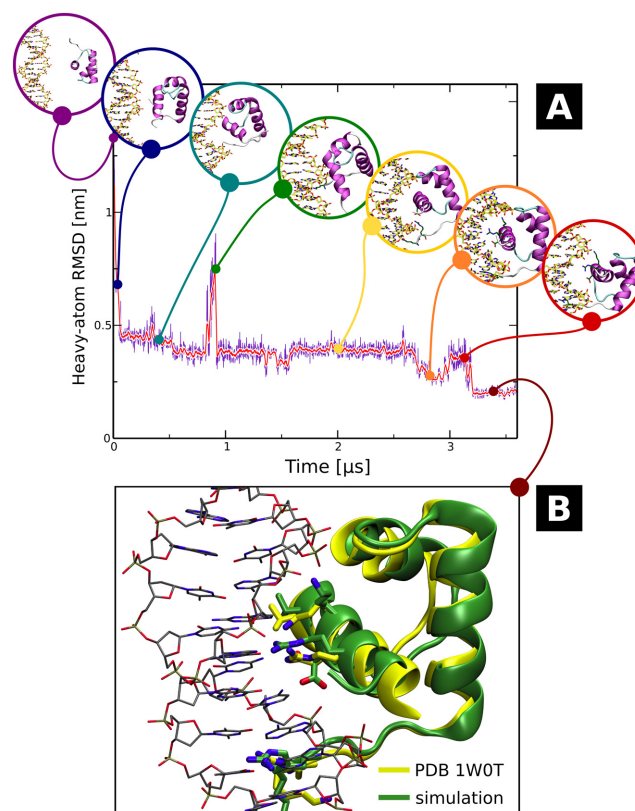 A
Heavy-atom RMSD [nm]
1
0.5
0
0
1
2
3
Time [µs]
B
PDB 1W0T
simulation